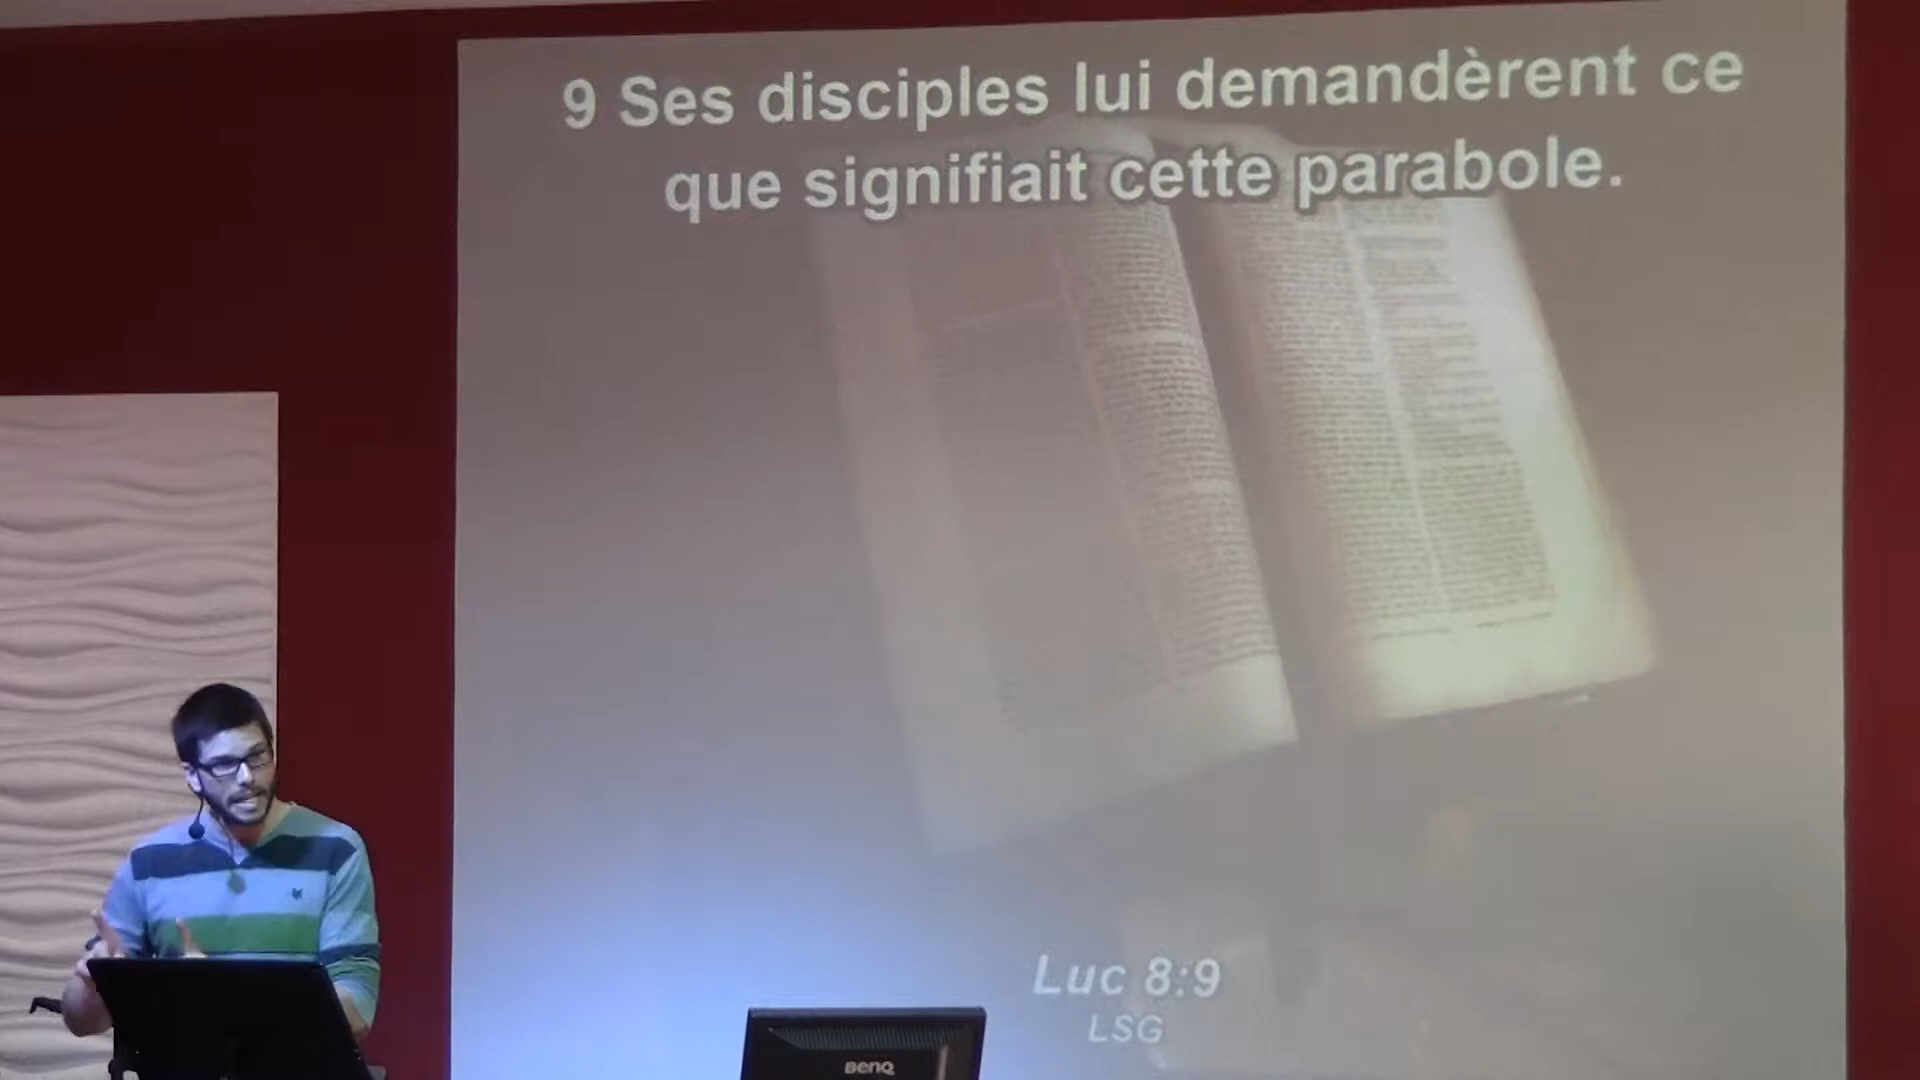 9 Ses disciples lui demandèrent ce
que signifiait cette parabole.
Luc 8:9
LSG
BenQ